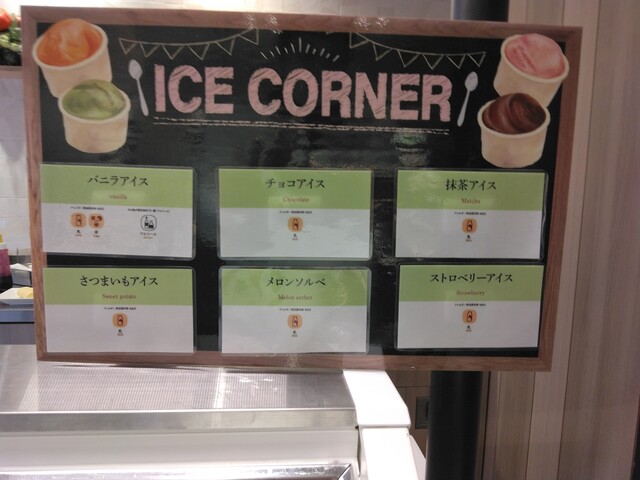 ICE CORNER
バニラアイス
vanilla
チョコアイス
Chocolate
抹茶アイス
Matcha
さつまいもアイス
Sweet potato
メロンソルベ
Melon sorbet
ストロベリーアイス
Strawberry